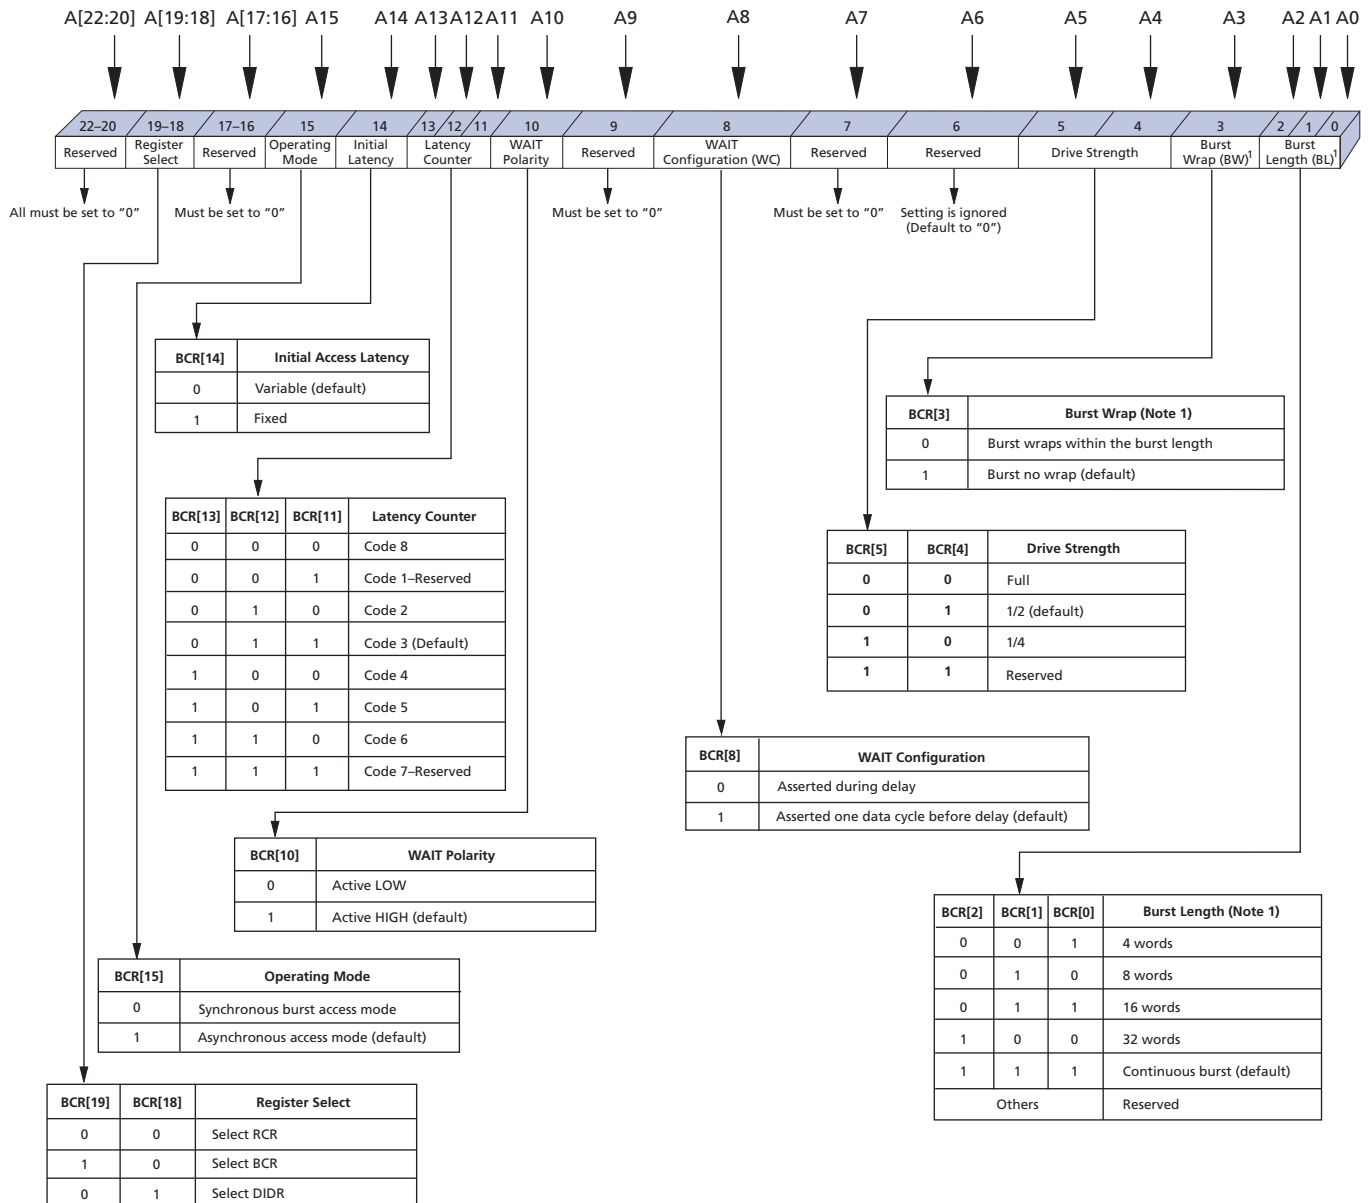 A[22:20] A[19:18] A[17:16] A15 A14 A13 A12 A11 A10 A9 A8 A7 A6 A5 A4 A3 A2 A1 A0
22–20 19–18 17–16 15 14 13 12 11 10 9 8 7 6 5 4 3 2 1 0
Reserved
Register
Select
Reserved
Operating
Mode
Initial
Latency
Latency
Counter
WAIT
Polarity
Reserved
WAIT
Configuration (WC)
Reserved
Reserved
Drive Strength
Burst
Wrap (BW)1
Burst
Length (BL)1
All must be set to “0”
Must be set to “0”
Must be set to “0”
Must be set to “0”
Setting is ignored
(Default to “0”)
BCR[14] Initial Access Latency
0 Variable (default)
1 Fixed
BCR[3] Burst Wrap (Note 1)
0 Burst wraps within the burst length
1 Burst no wrap (default)
BCR[13] BCR[12] BCR[11] Latency Counter
0 0 0 Code 8
0 0 1 Code 1–Reserved
0 1 0 Code 2
0 1 1 Code 3 (Default)
1 0 0 Code 4
1 0 1 Code 5
1 1 0 Code 6
1 1 1 Code 7–Reserved
BCR[5] BCR[4] Drive Strength
0 0 Full
0 1 1/2 (default)
1 0 1/4
1 1 Reserved
BCR[8] WAIT Configuration
0 Asserted during delay
1 Asserted one data cycle before delay (default)
BCR[10] WAIT Polarity
0 Active LOW
1 Active HIGH (default)
BCR[2] BCR[1] BCR[0] Burst Length (Note 1)
0 0 1 4 words
0 1 0 8 words
0 1 1 16 words
1 0 0 32 words
1 1 1 Continuous burst (default)
Others Reserved
BCR[15] Operating Mode
0 Synchronous burst access mode
1 Asynchronous access mode (default)
BCR[19] BCR[18] Register Select
0 0 Select RCR
1 0 Select BCR
0 1 Select DIDR